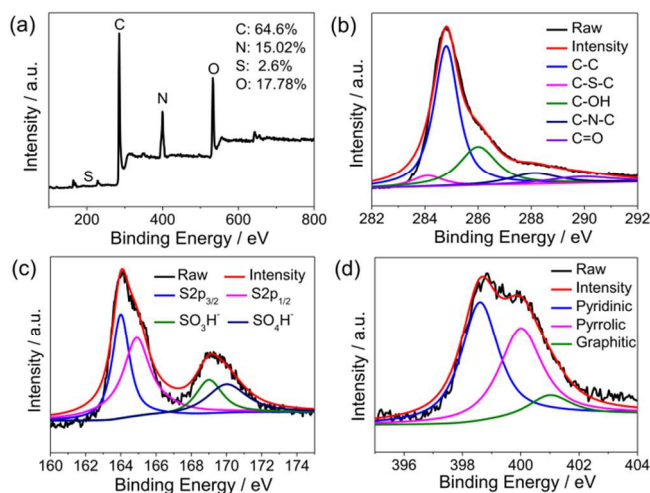 (a)
C
C: 64.6%
N: 15.02%
S: 2.6%
O: 17.78%
O
N
S
Intensity / a.u.
200 400 600 800
Binding Energy / eV
(b)
Raw
Intensity
C-C
C-S-C
C-OH
C-N-C
C=O
Intensity / a.u.
282 284 286 288 290 292
Binding Energy / eV
(c)
Raw Intensity
S2p3/2 S2p1/2
SO3H- SO4H-
Intensity / a.u.
160 162 164 166 168 170 172 174
Binding Energy / eV
(d)
Raw
Intensity
Pyridinic
Pyrrolic
Graphitic
Intensity / a.u.
396 398 400 402 404
Binding Energy / eV